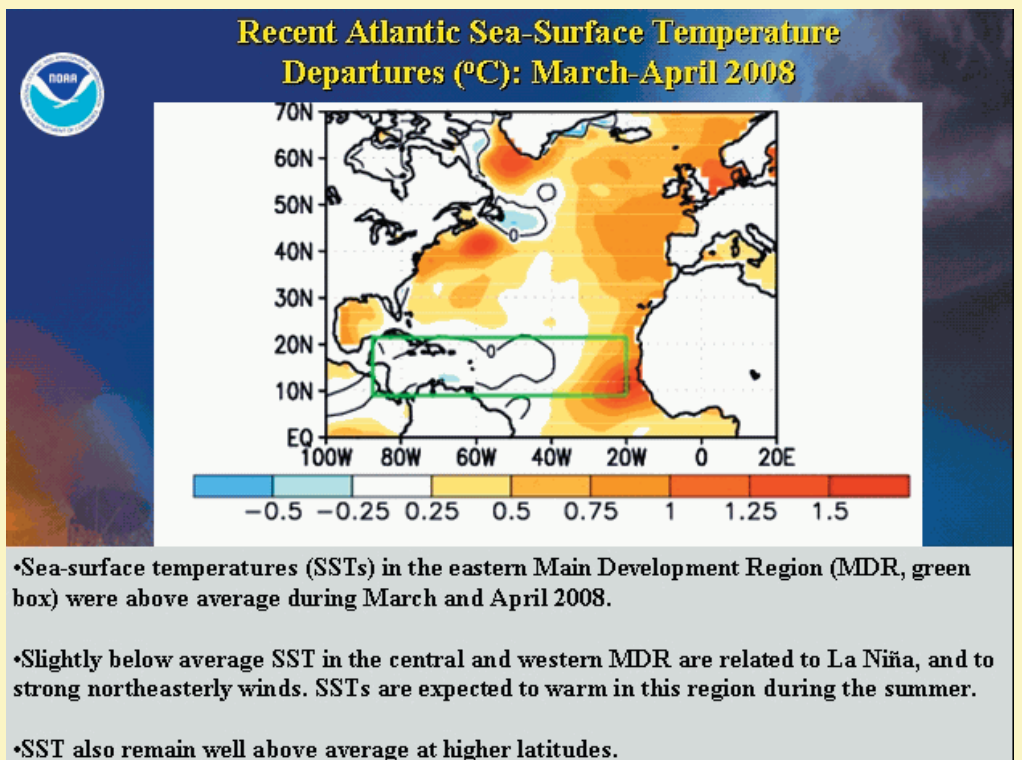 Recent Atlantic Sea-Surface Temperature
Departures (ºC): March-April 2008
NOAA
70N
60N
50N
40N
30N
20N
10N
EQ
0
0
100W 80W 60W 40W 20W 0 20E
−0.5 −0.25 0.25 0.5 0.75 1 1.25 1.5
•Sea-surface temperatures (SSTs) in the eastern Main Development Region (MDR, green
box) were above average during March and April 2008.
•Slightly below average SST in the central and western MDR are related to La Niña, and to
strong northeasterly winds. SSTs are expected to warm in this region during the summer.
•SST also remain well above average at higher latitudes.